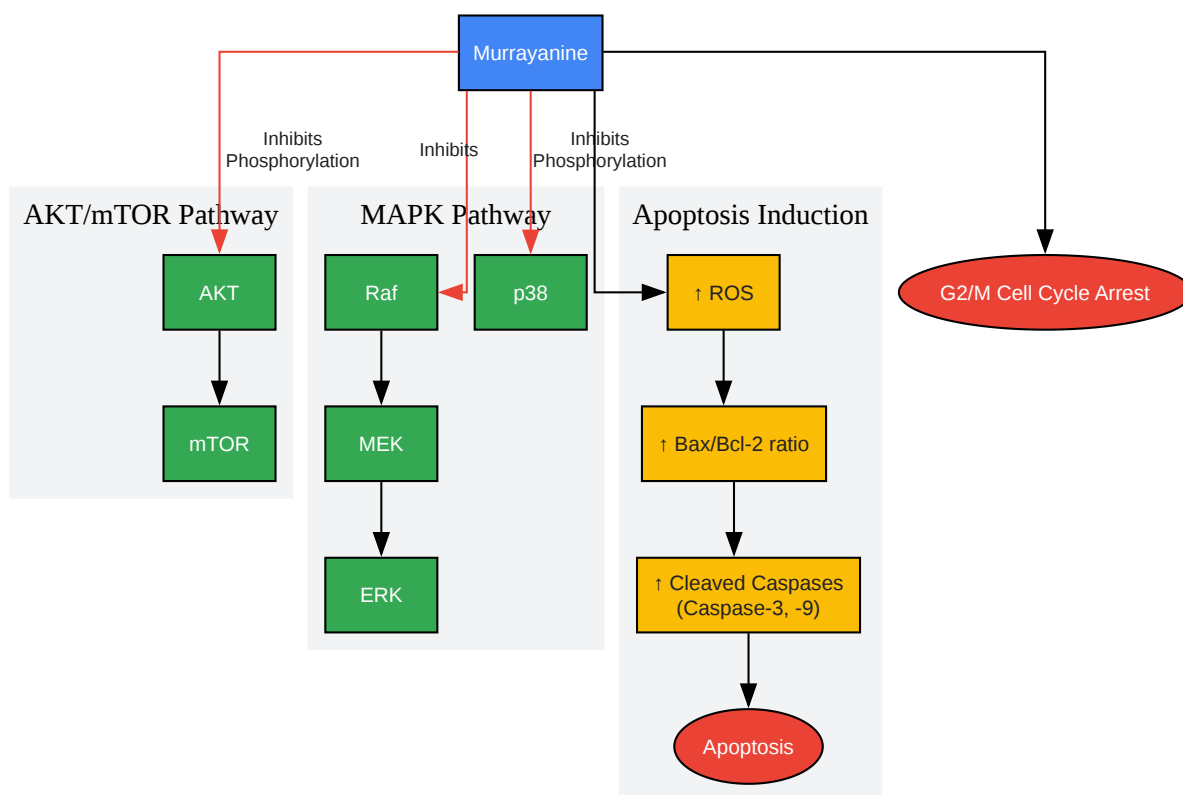 Murrayanine
Inhibits
Phosphorylation
Inhibits
Inhibits
Phosphorylation
AKT/mTOR Pathway
MAPK Pathway
Apoptosis Induction
AKT
Raf
p38
↑ ROS
G2/M Cell Cycle Arrest
mTOR
MEK
↑ Bax/Bcl-2 ratio
ERK
↑ Cleaved Caspases
(Caspase-3, -9)
Apoptosis